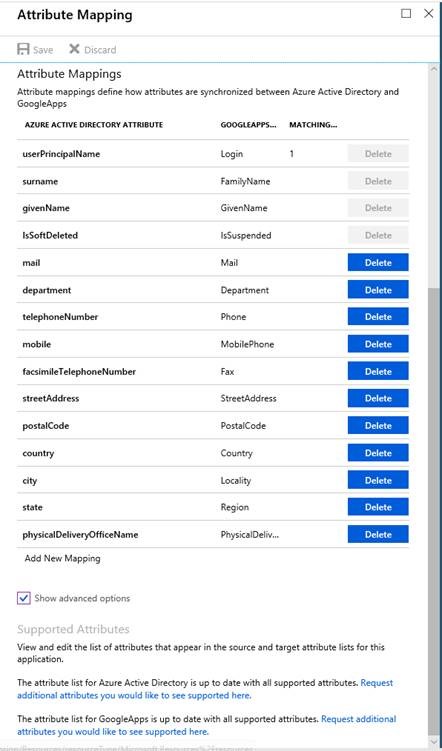 Attribute Mapping
Save Discard
Attribute Mappings
Attribute mappings define how attributes are synchronized between Azure Active Directory and
GoogleApps
AZURE ACTIVE DIRECTORY ATTRIBUTE GOOGLEAPPS... MATCHING...
userPrincipalName Login 1 Delete
surname FamilyName Delete
givenName GivenName Delete
IsSoftDeleted IsSuspended Delete
mail Mail Delete
department Department Delete
telephoneNumber Phone Delete
mobile MobilePhone Delete
facsimileTelephoneNumber Fax Delete
streetAddress StreetAddress Delete
postalCode PostalCode Delete
country Country Delete
city Locality Delete
state Region Delete
physicalDeliveryOfficeName PhysicalDeliv... Delete
Add New Mapping
Show advanced options
Supported Attributes
View and edit the list of attributes that appear in the source and target attribute lists for this
application.
The attribute list for Azure Active Directory is up to date with all supported attributes. Request
additional attributes you would like to see supported here.
The attribute list for GoogleApps is up to date with all supported attributes. Request additional
attributes you would like to see supported here.